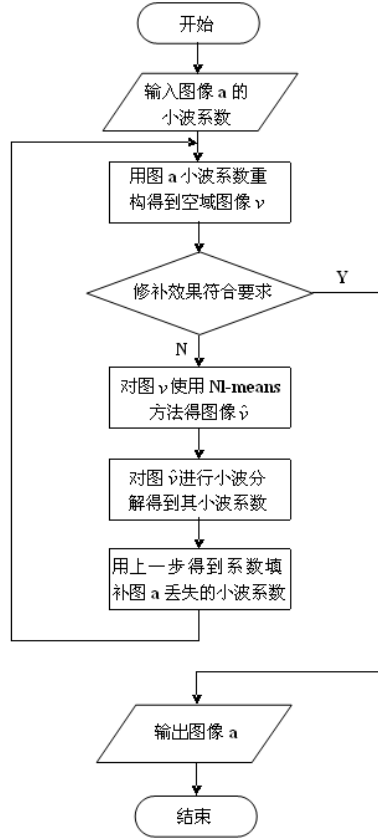 开始
输入图像 a 的
小波系数
用图 a 小波系数重
构得到空域图像 v
修补效果符合要求
Y
N
对图 v 使用 Nl-means
方法得图像 v̂
对图 v̂ 进行小波分
解得到其小波系数
用上一步得到系数填
补图 a 丢失的小波系数
输出图像 a
结束